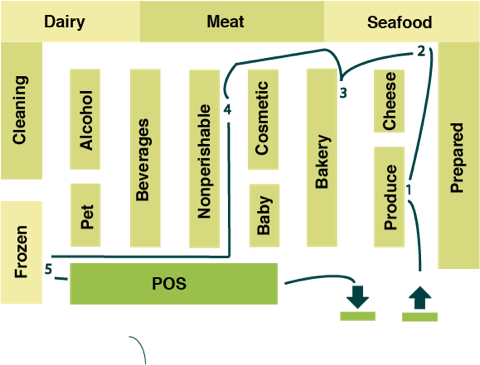 Dairy
Meat
Seafood
Cleaning
Alcohol
Beverages
Nonperishable
4
Cosmetic
Bakery
3
Cheese
2
Prepared
Frozen
Pet
Baby
Produce
1
5
POS